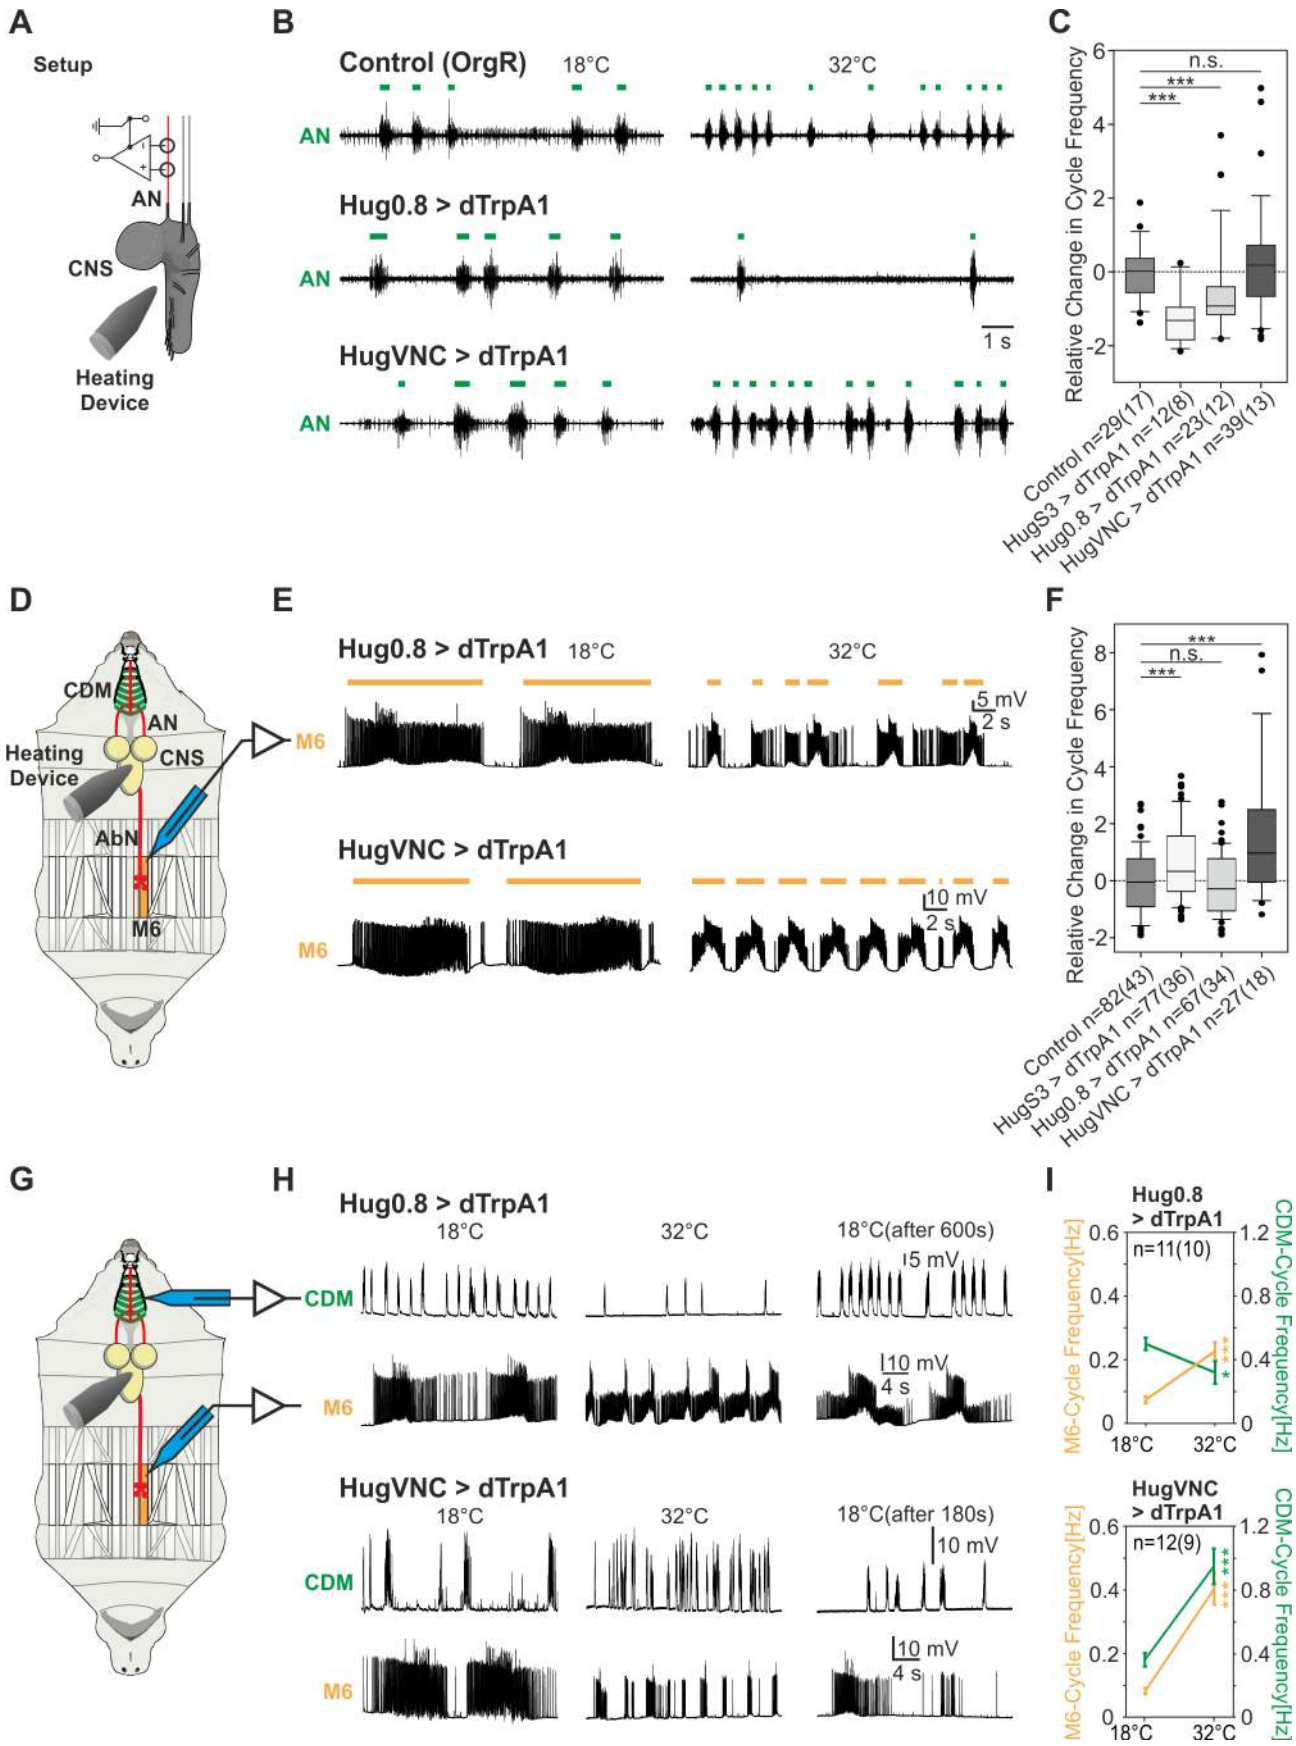 A
Setup
AN
CNS
Heating
Device
B
Control (OrgR)
18°C
32°C
AN
Hug0.8 > dTrpA1
AN
1 s
HugVNC > dTrpA1
AN
C
Relative Change in Cycle Frequency
6
4
2
0
-2
n.s.
***
***
Control n=29(17)
HugS3 > dTrpA1 n=12(8)
Hug0.8 > dTrpA1 n=23(12)
HugVNC > dTrpA1 n=39(13)
D
CDM
AN
Heating
Device
CNS
AbN
M6
E
Hug0.8 > dTrpA1
18°C
32°C
5 mV
2 s
M6
HugVNC > dTrpA1
10 mV
2 s
M6
F
Relative Change in Cycle Frequency
8
6
4
2
0
-2
***
n.s.
***
Control n=82(43)
HugS3 > dTrpA1 n=77(36)
Hug0.8 > dTrpA1 n=67(34)
HugVNC > dTrpA1 n=27(18)
G
H
Hug0.8 > dTrpA1
18°C
32°C
18°C(after 600s)
5 mV
CDM
10 mV
4 s
M6
HugVNC > dTrpA1
18°C
32°C
18°C(after 180s)
10 mV
CDM
10 mV
4 s
M6
I
Hug0.8
> dTrpA1
M6-Cycle Frequency[Hz]
CDM-Cycle Frequency[Hz]
0.6
1.2
n=11(10)
0.4
0.8
0.2
0.4
***
*
0
0
18°C
32°C
HugVNC
> dTrpA1
M6-Cycle Frequency[Hz]
CDM-Cycle Frequency[Hz]
0.6
1.2
n=12(9)
***
0.4
0.8
***
0.2
0.4
0
0
18°C
32°C